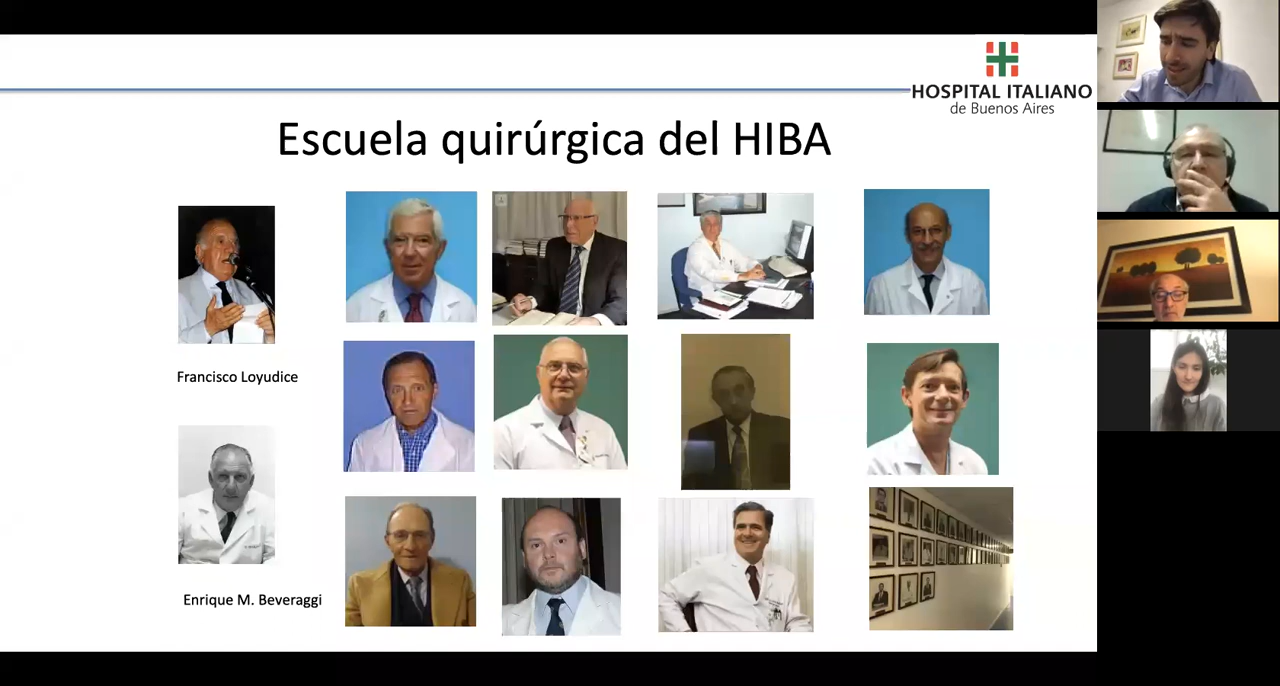 HOSPITAL ITALIANO
de Buenos Aires
Escuela quirúrgica del HIBA
Francisco Loyudice
Enrique M. Beveraggi